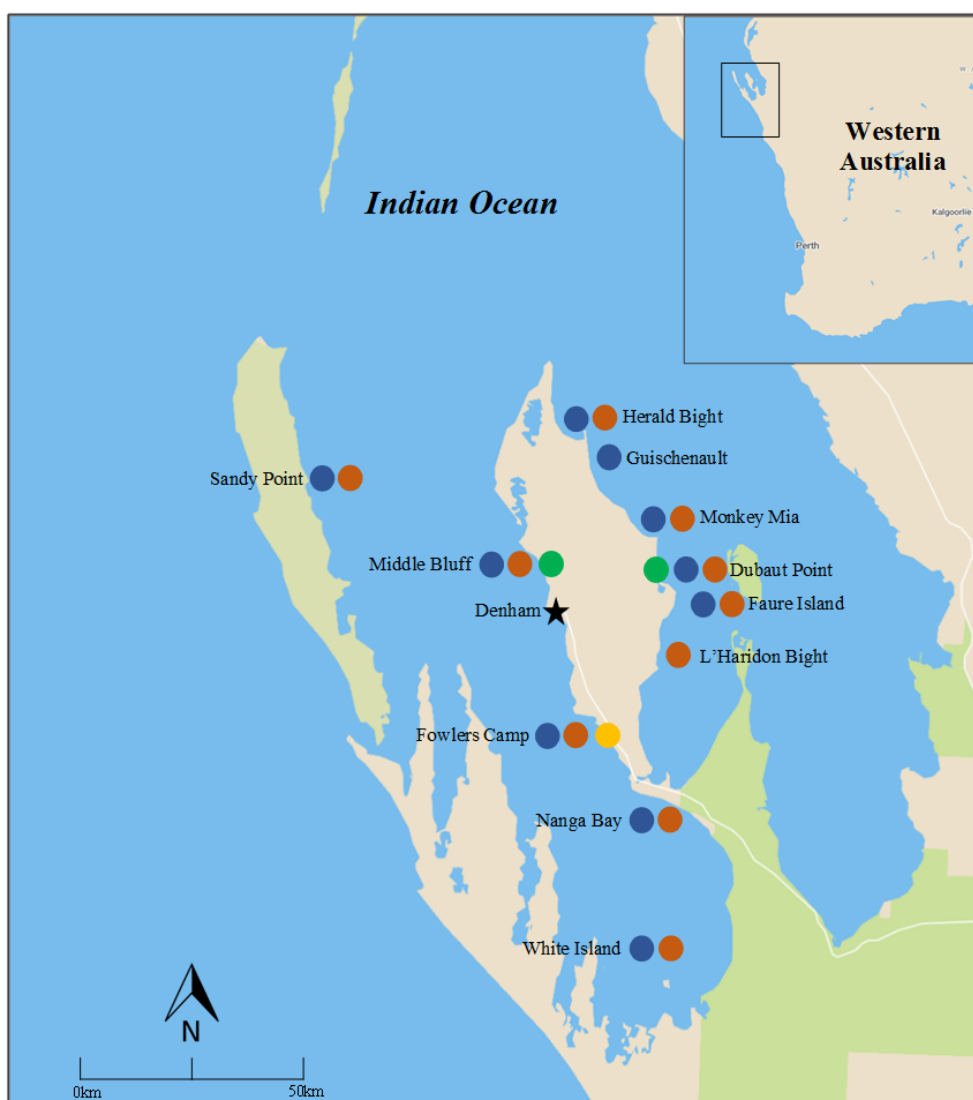 Western
Australia
W A
Kalgoorlie
Perth
Indian Ocean
Herald Bight
Guischenault
Sandy Point
Monkey Mia
Middle Bluff
Dubaut Point
Denham
Faure Island
L’Haridon Bight
Fowlers Camp
Nanga Bay
White Island
N
0km
50km